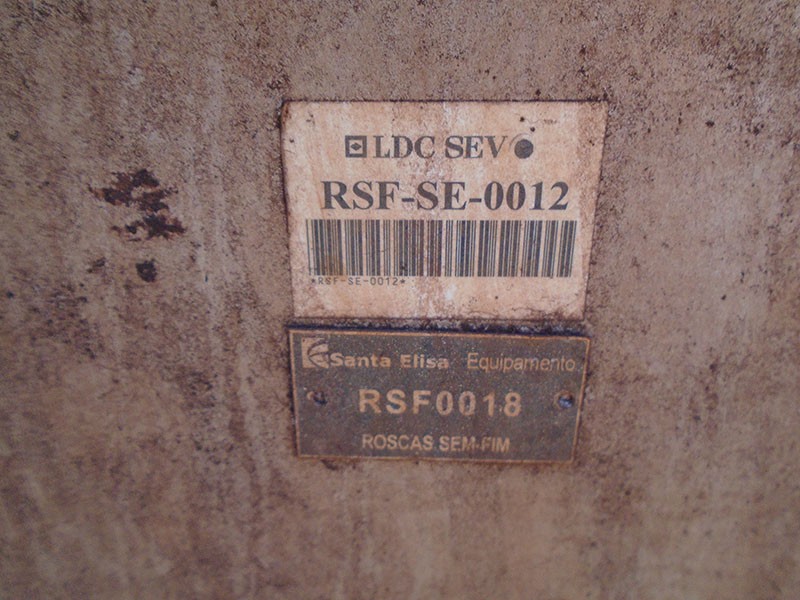 LDC SEV
RSF-SE-0012
*RSF-SE-0012*
Santa Elisa Equipamento
RSF0018
ROSCAS SEM-FIM